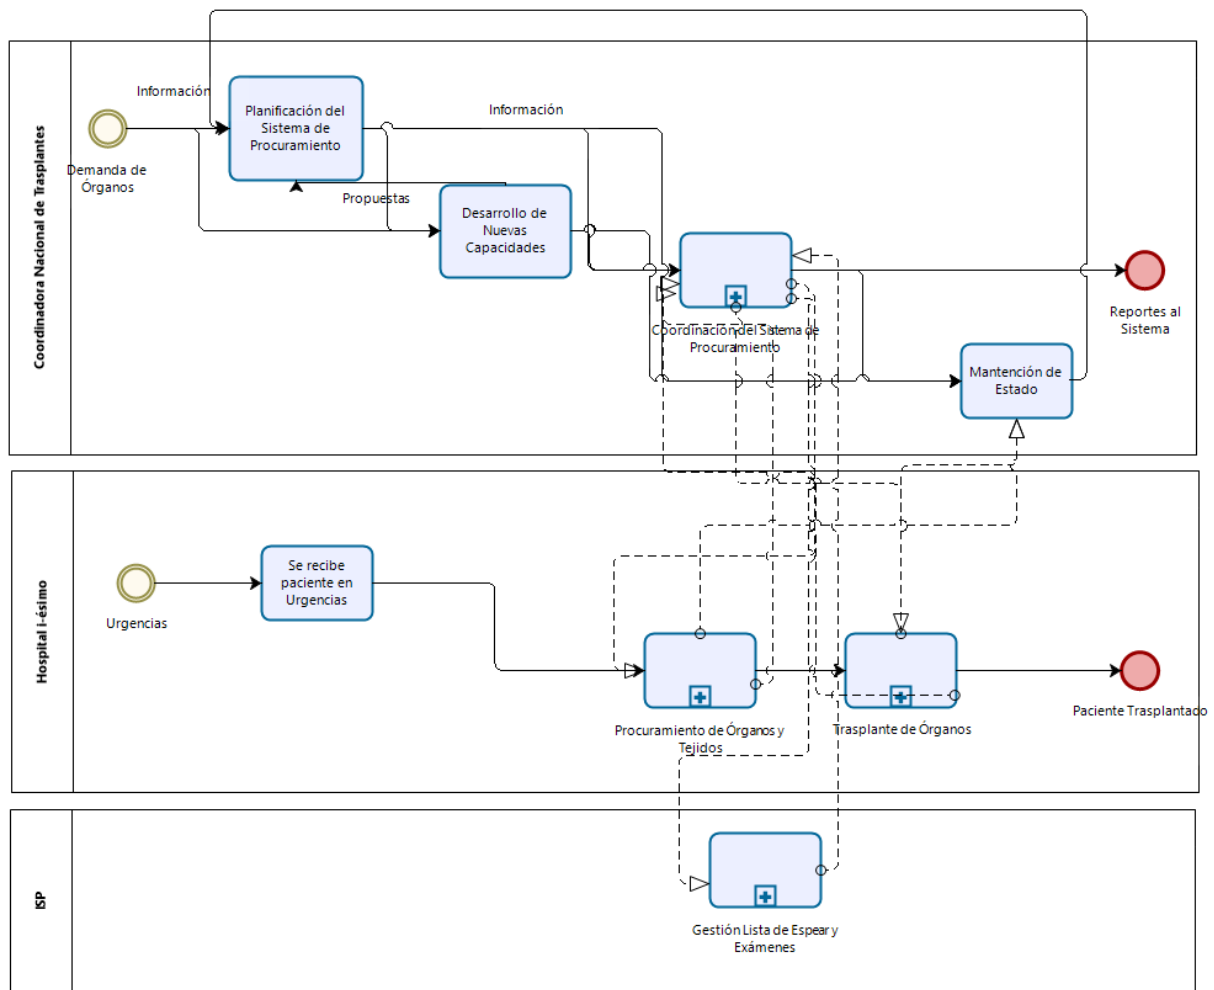 Coordinadora Nacional de Trasplantes
Información
Demanda de
Órganos
Planificación del
Sistema de
Procuramiento
Información
Propuestas
Desarrollo de
Nuevas
Capacidades
Coordinación del Sistema de
Procuramiento
Reportes al
Sistema
Mantención de
Estado
Hospital i-ésimo
Urgencias
Se recibe
paciente en
Urgencias
Procuramiento de Órganos y
Tejidos
Trasplante de Órganos
Paciente Trasplantado
ISP
Gestión Lista de Espear y
Exámenes